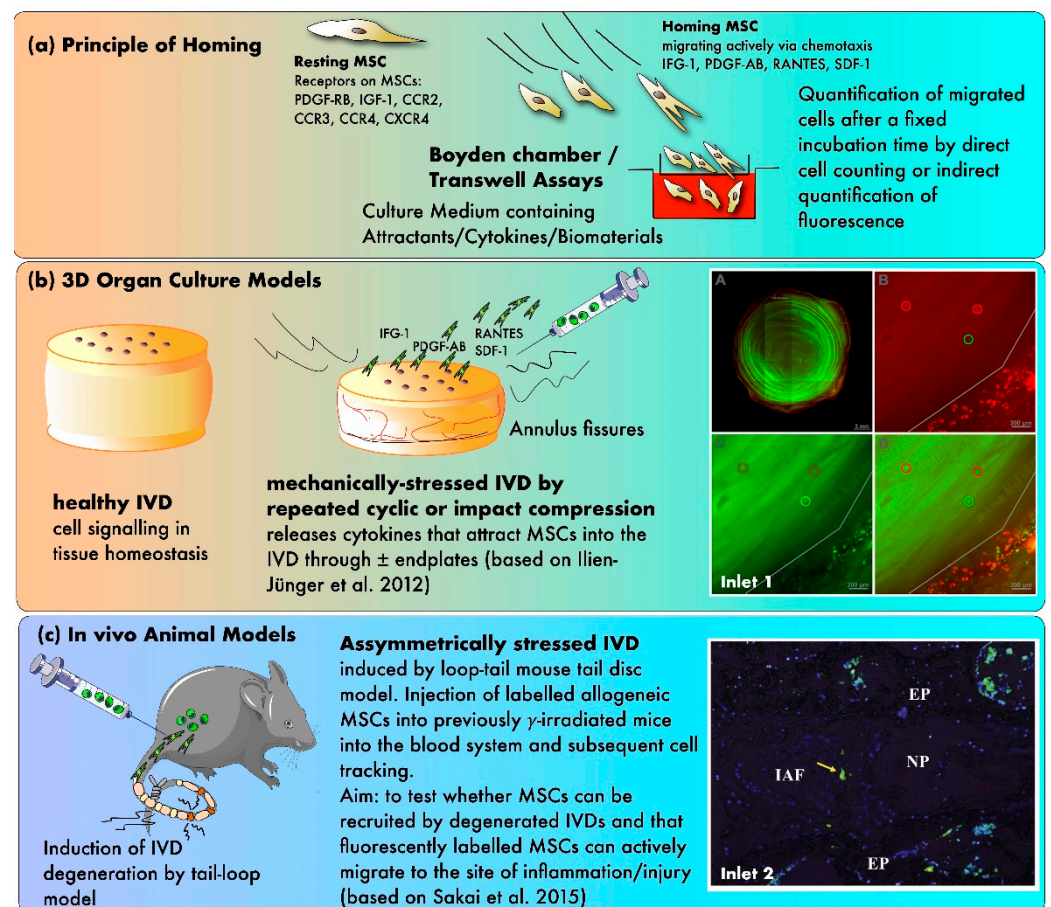 (a) Principle of Homing
Resting MSC
Receptors on MSCs:
PDGF-RB, IGF-1, CCR2,
CCR3, CCR4, CXCR4
Homing MSC
migrating actively via chemotaxis
IFG-1, PDGF-AB, RANTES, SDF-1
Boyden chamber /
Transwell Assays
Culture Medium containing
Attractants/Cytokines/Biomaterials
Quantification of migrated
cells after a fixed
incubation time by direct
cell counting or indirect
quantification of
fluorescence
(b) 3D Organ Culture Models
IFG-1
PDGF-AB
RANTES
SDF-1
Annulus fissures
healthy IVD
cell signalling in
tissue homeostasis
mechanically-stressed IVD by
repeated cyclic or impact compression
releases cytokines that attract MSCs into the
IVD through ± endplates (based on Ilien-
Jünger et al. 2012)
A
2 mm
B
200 µm
C
200 µm
D
200 µm
Inlet 1
(c) In vivo Animal Models
Induction of IVD
degeneration by tail-loop
model
Assymmetrically stressed IVD
induced by loop-tail mouse tail disc
model. Injection of labelled allogeneic
MSCs into previously γ-irradiated mice
into the blood system and subsequent cell
tracking.
Aim: to test whether MSCs can be
recruited by degenerated IVDs and that
fluorescently labelled MSCs can actively
migrate to the site of inflammation/injury
(based on Sakai et al. 2015)
EP
IAF
NP
EP
Inlet 2